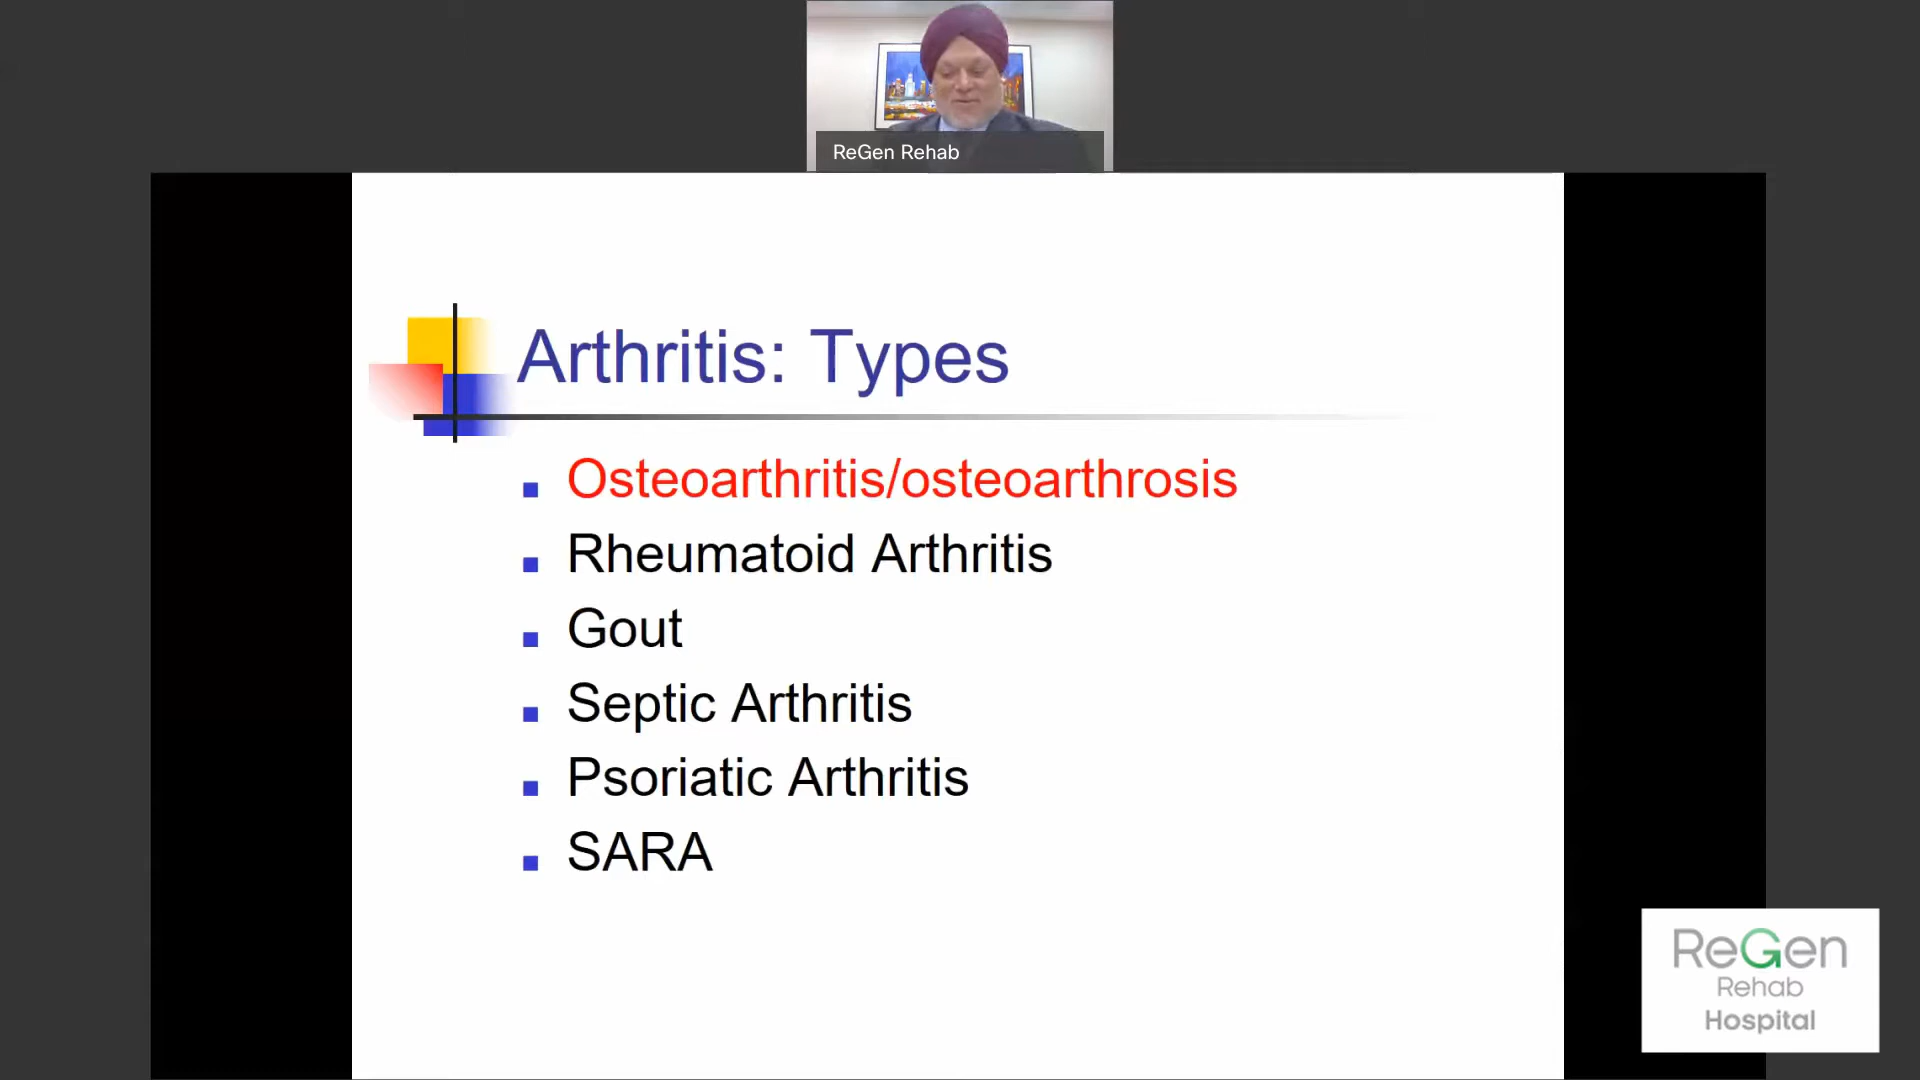 ReGen Rehab
Arthritis: Types
Osteoarthritis/osteoarthrosis
Rheumatoid Arthritis
Gout
Septic Arthritis
Psoriatic Arthritis
SARA
ReGen
Rehab
Hospital